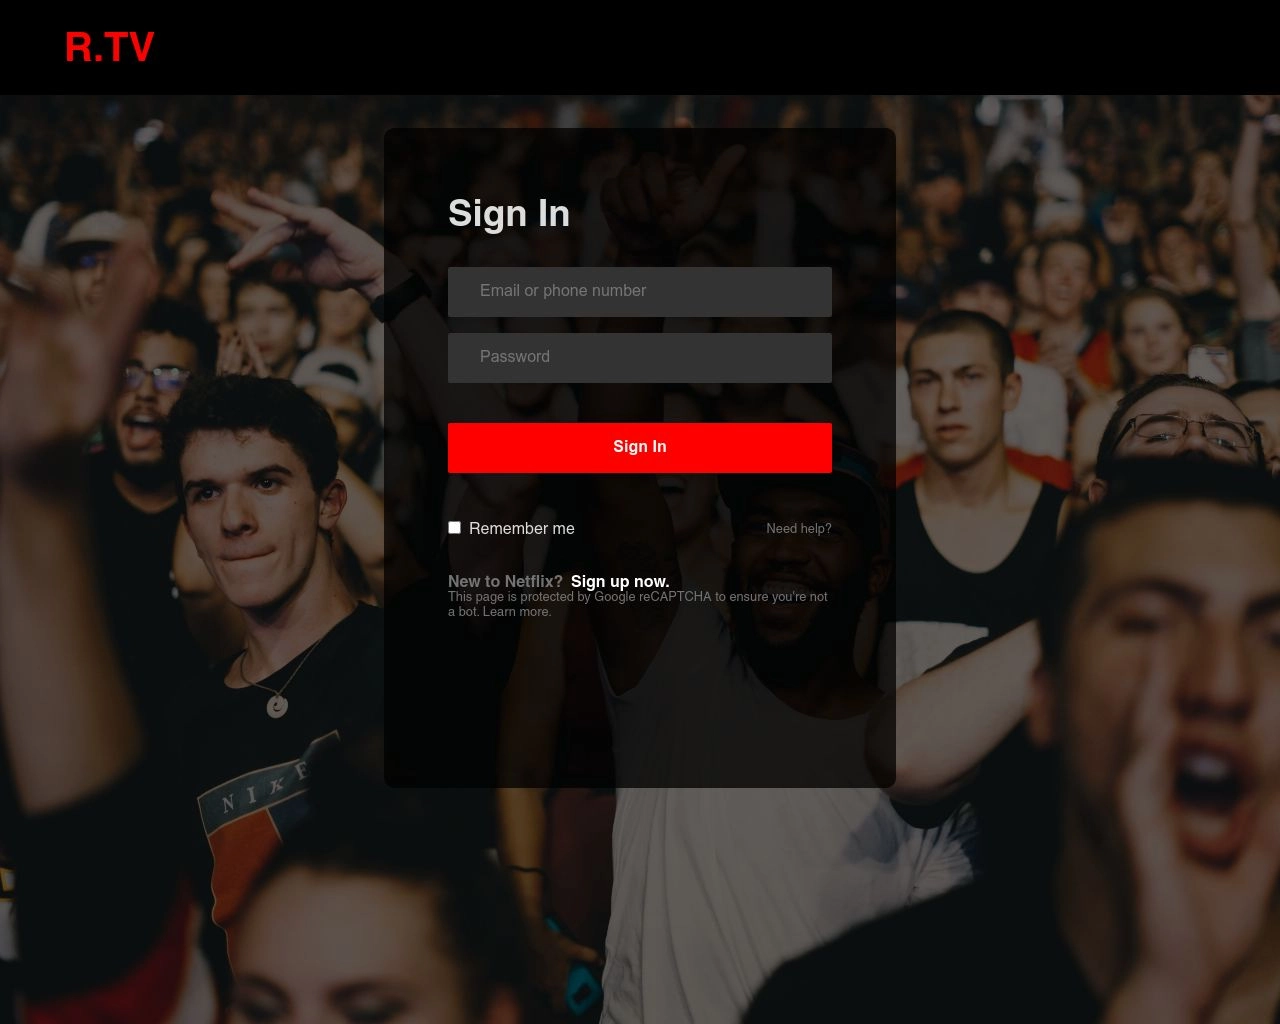 R.TV
Sign In
Email or phone number
Password
Sign In
Remember me
Need help?
New to Netflix? Sign up now.
This page is protected by Google reCAPTCHA to ensure you're not
a bot. Learn more.
NIKE